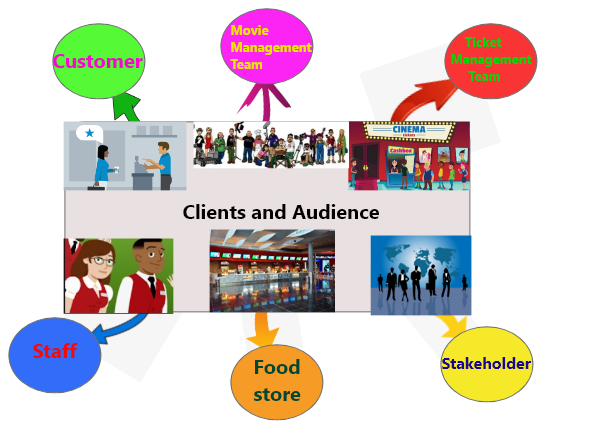 Customer
Movie
Management
Team
Ticket
Management
Team
CINEMA
Cashbox
Clients and Audience
Staff
Food
store
Stakeholder